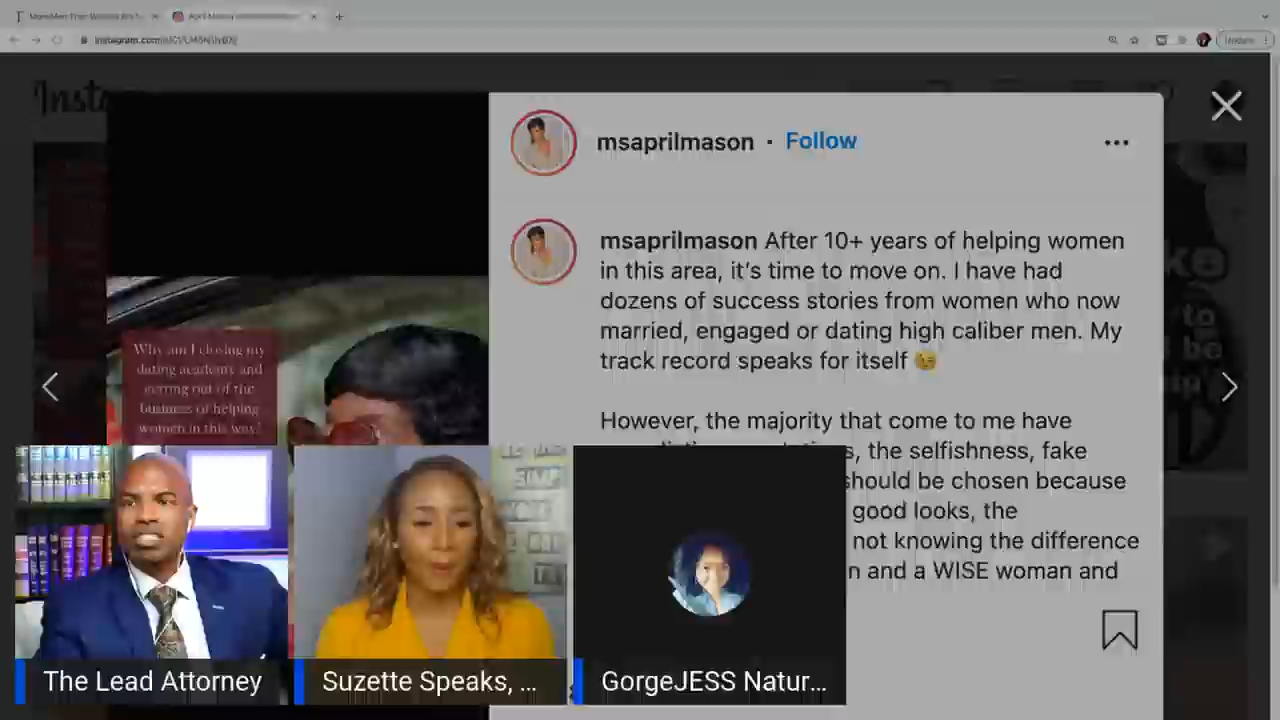 msaprilmason · Follow
msaprilmason After 10+ years of helping women
in this area, it's time to move on. I have had
dozens of success stories from women who now
married, engaged or dating high caliber men. My
track record speaks for itself 😉
However, the majority that come to me have
s, the selfishness, fake
should be chosen because
good looks, the
not knowing the difference
n and a WISE woman and
Why am I closing my
dating academy and
getting out of the
business of helping
women in this way?
The Lead Attorney
Suzette Speaks, ...
GorgeJESS Natur...